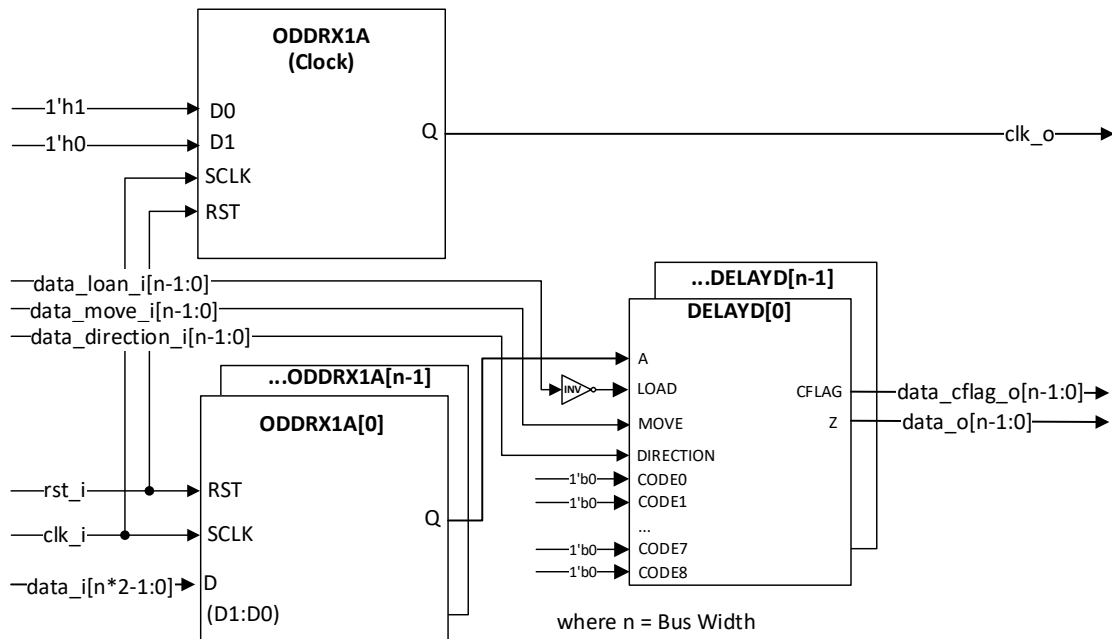 ODDRX1A
(Clock)
1'h1
D0
1'h0
D1
Q
clk_o
SCLK
RST
data_loan_i[n-1:0]
data_move_i[n-1:0]
data_direction_i[n-1:0]
...DELAYD[n-1]
DELAYD[0]
A
INV
LOAD
CFLAG
data_cflag_o[n-1:0]
MOVE
Z
data_o[n-1:0]
DIRECTION
1'b0
CODE0
1'b0
CODE1
...
1'b0
CODE7
1'b0
CODE8
...ODDRX1A[n-1]
ODDRX1A[0]
rst_i
RST
Q
clk_i
SCLK
data_i[n*2-1:0]
D
(D1:D0)
where n = Bus Width